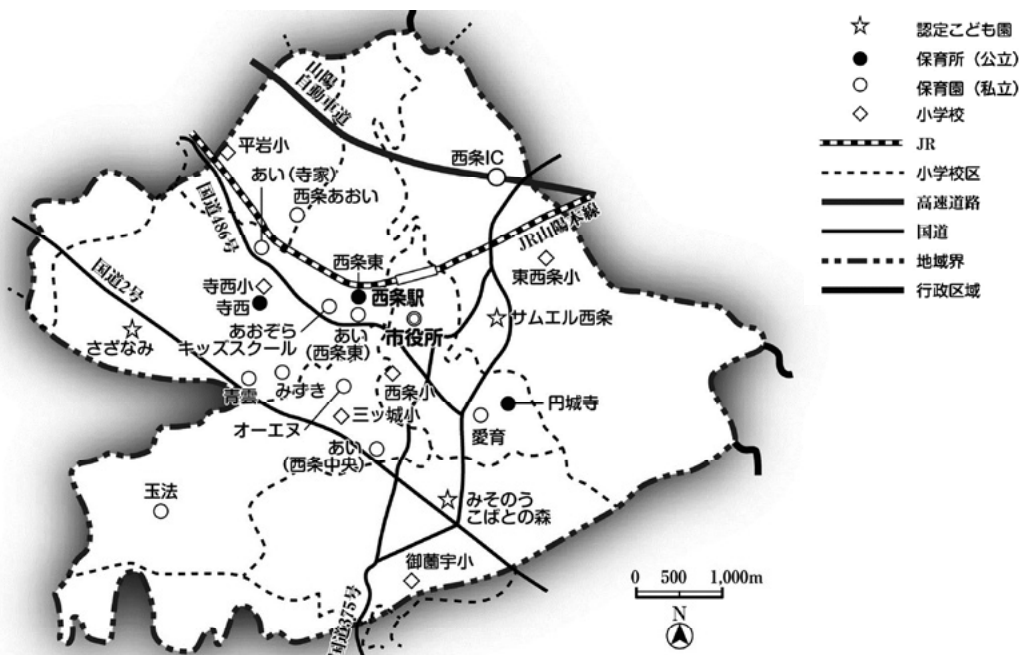 認定こども園
保育所（公立）
保育園（私立）
小学校
JR
小学校区
高速道路
国道
地域界
行政区域
山陽
自動車道
平岩小
西条IC
あい（寺家）
西条あおい
国道486号
JR山陽本線
東西条小
国道2号
西条東
寺西小
寺西
西条駅
あおぞら
キッズスクール
あい
（西条東）
市役所
サムエル西条
さざなみ
青雲
みずき
西条小
オーエヌ
三ッ城小
円城寺
愛育
あい
（西条中央）
玉法
みそのう
こばとの森
御薗宇小
国道375号
0 500 1,000m
N